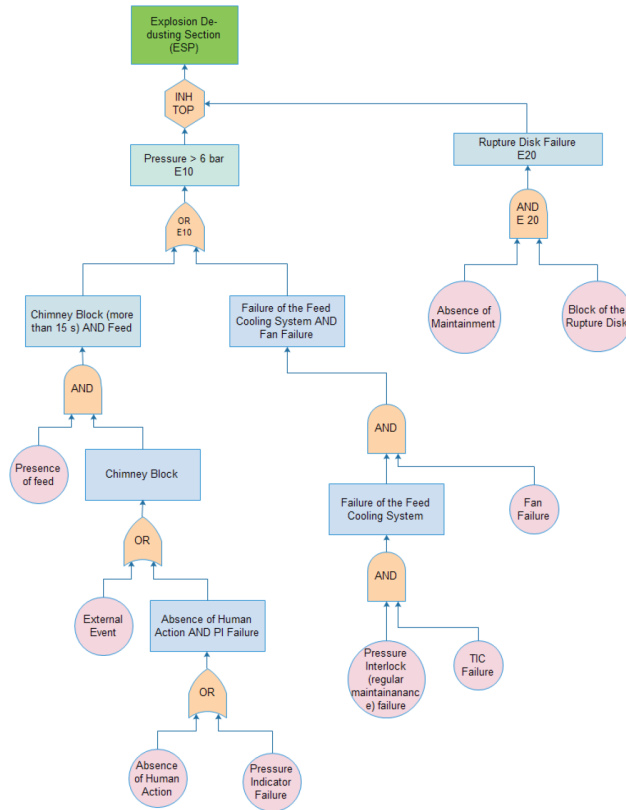 Explosion De-
dusting Section
(ESP)
INH
TOP
Pressure > 6 bar
E10
Rupture Disk Failure
E20
OR
E10
AND
E 20
Chimney Block (more
than 15 s) AND Feed
Failure of the Feed
Cooling System AND
Fan Failure
Absence of
Maintainment
Block of the
Rupture Disk
AND
AND
Presence
of feed
Chimney Block
Failure of the Feed
Cooling System
Fan
Failure
OR
AND
External
Event
Absence of Human
Action AND PI Failure
Pressure
Interlock
(regular
maintainananc
e) failure
TIC
Failure
OR
Absence
of Human
Action
Pressure
Indicator
Failure